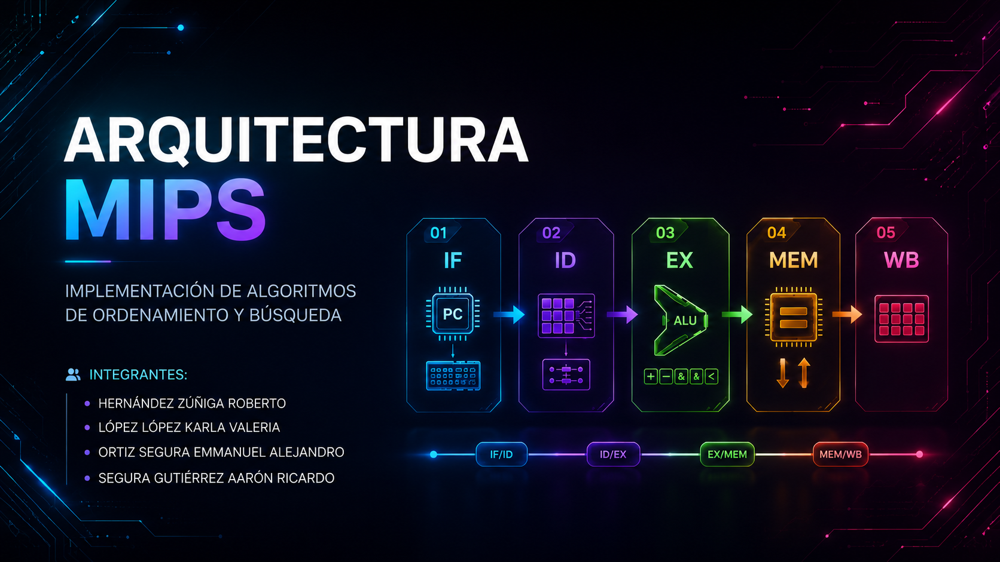 ARQUITECTURA
MIPS
IMPLEMENTACIÓN DE ALGORITMOS
DE ORDENAMIENTO Y BÚSQUEDA
INTEGRANTES:
HERNÁNDEZ ZÚÑIGA ROBERTO
LÓPEZ LÓPEZ KARLA VALERIA
ORTIZ SEGURA EMMANUEL ALEJANDRO
SEGURA GUTIÉRREZ AARÓN RICARDO
01
IF
PC
02
ID
03
EX
ALU
+ − & & <
04
MEM
05
WB
IF/ID
ID/EX
EX/MEM
MEM/WB